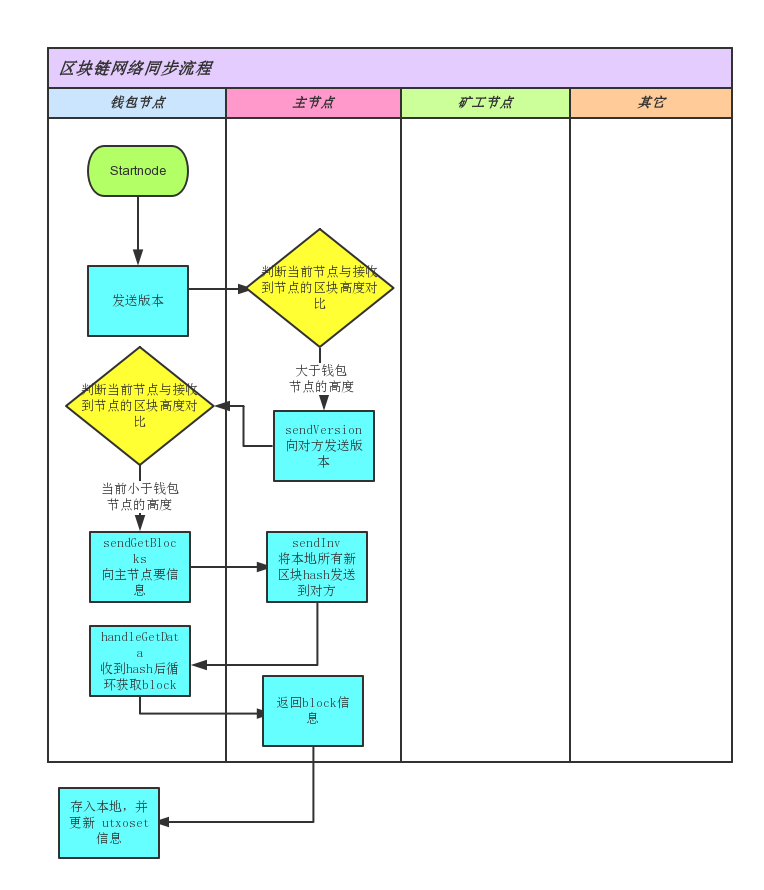 区块链网络同步流程
钱包节点
主节点
矿工节点
其它
Startnode
发送版本
判断当前节点与接收
到节点的区块高度对
比
大于钱包
节点的高度
判断当前节点与接收
到节点的区块高度对
比
sendVersion
向对方发送版
本
当前小于钱包
节点的高度
sendGetBloc
ks
向主节点要信
息
sendInv
将本地所有新
区块hash发送
到对方
handleGetDat
a
收到hash后循
环获取block
返回block信
息
存入本地，并
更新 utxoset
信息